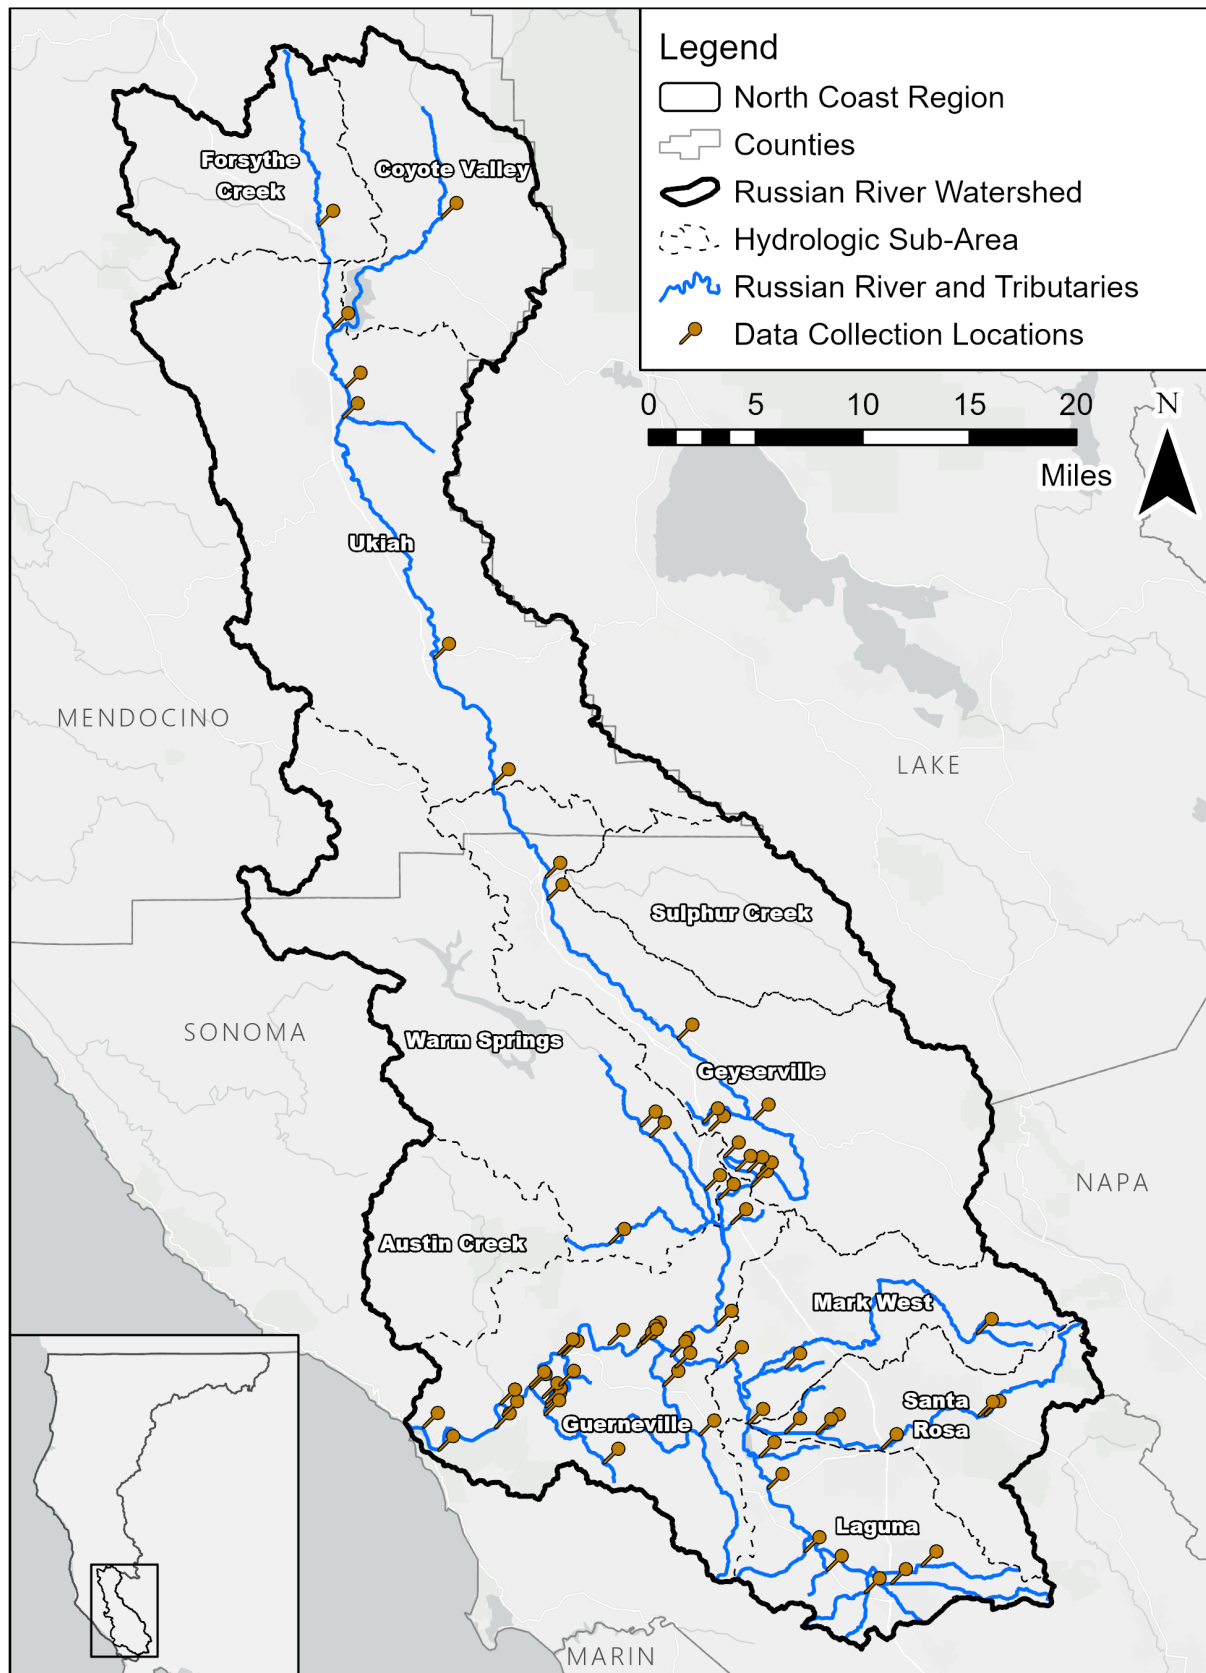 Legend
North Coast Region
Counties
Russian River Watershed
Hydrologic Sub-Area
Russian River and Tributaries
Data Collection Locations
0 5 10 15 20
Miles
N
Forsythe
Creek
Coyote Valley
Ukiah
MENDOCINO
LAKE
Sulphur Creek
SONOMA
Warm Springs
Geyserville
NAPA
Austin Creek
Mark West
Santa
Rosa
Guerneville
Laguna
MARIN